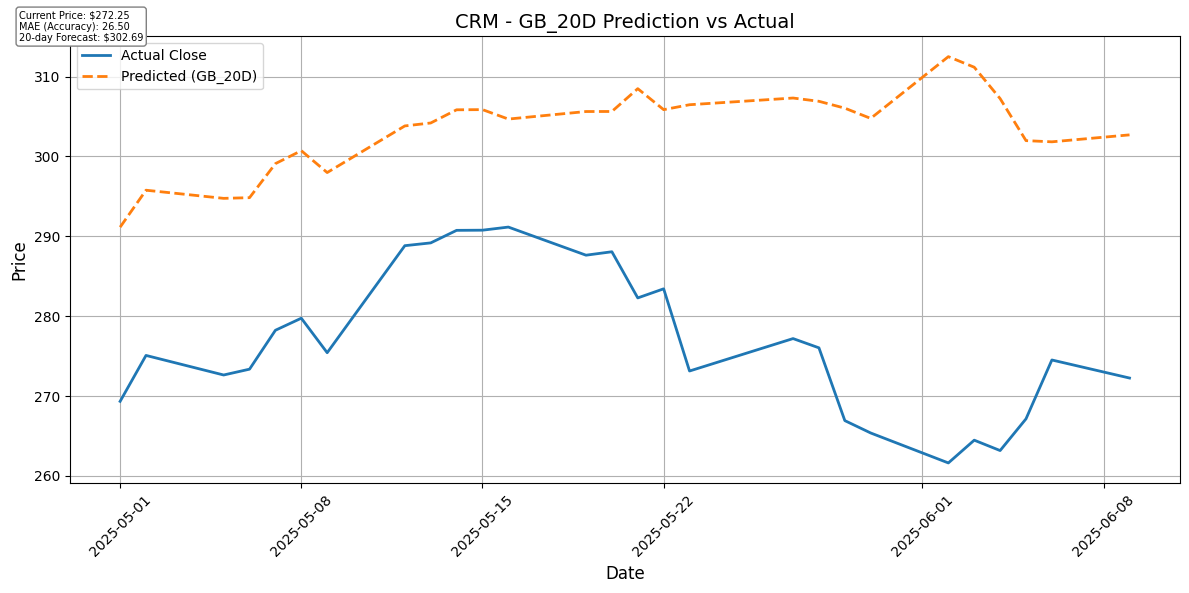 CRM - GB_20D Prediction vs Actual
Current Price: $272.25
MAE (Accuracy): 26.50
20-day Forecast: $302.69
Actual Close
Predicted (GB_20D)
Price
310
300
290
280
270
260
2025-05-01
2025-05-08
2025-05-15
2025-05-22
2025-06-01
2025-06-08
Date